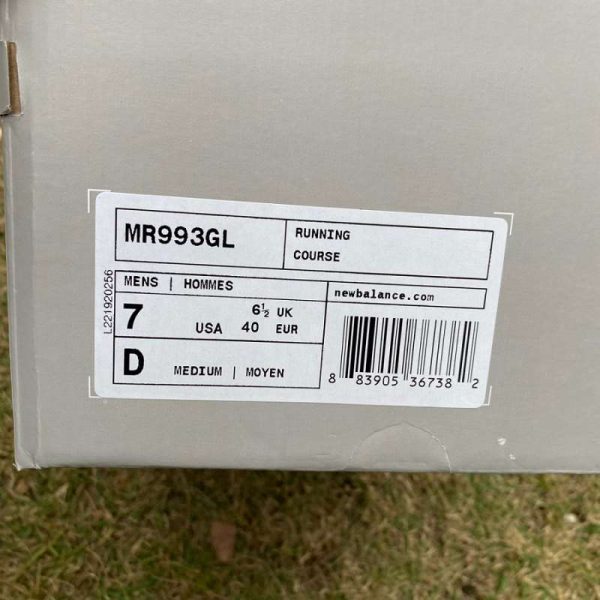 MR993GL
RUNNING
COURSE
L221920256
MENS | HOMMES
7 6½ UK
USA 40 EUR
D MEDIUM | MOYEN
newbalance.com
8 83905 36738 2